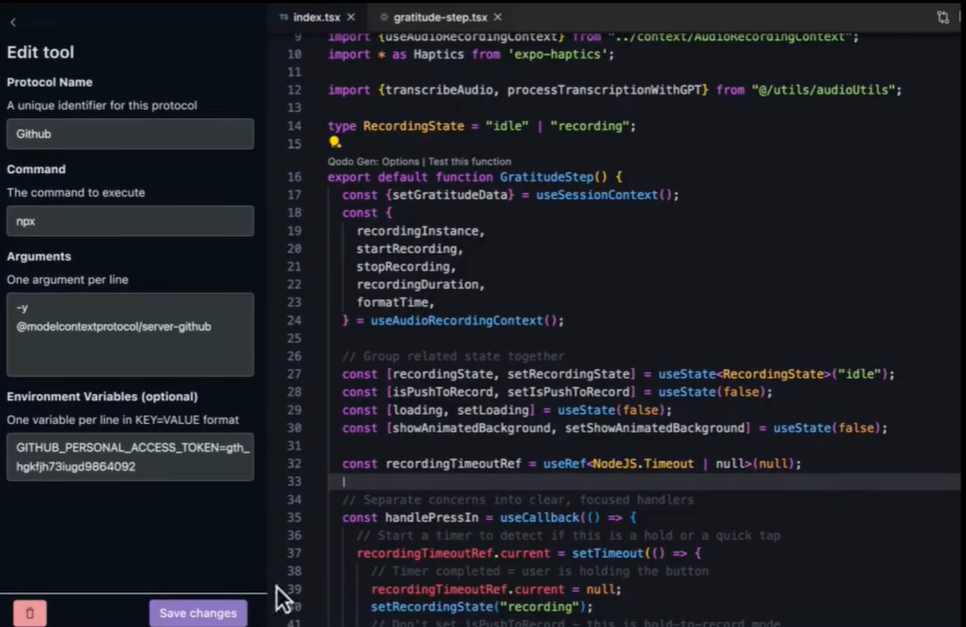 Edit tool
Protocol Name
A unique identifier for this protocol
Github
Command
The command to execute
npx
Arguments
One argument per line
-y
@modelcontextprotocol/server-github
Environment Variables (optional)
One variable per line in KEY=VALUE format
GITHUB_PERSONAL_ACCESS_TOKEN=gth_
hgkfjh73iugd9864092
Save changes
TS index.tsx
gratitude-step.tsx
9 import {useAudioRecordingContext} from "../context/AudioRecordingContext";
10 import * as Haptics from 'expo-haptics';
11
12 import {transcribeAudio, processTranscriptionWithGPT} from "@/utils/audioUtils";
13
14 type RecordingState = "idle" | "recording";
15
Qodo Gen: Options | Test this function
16 export default function GratitudeStep() {
17 const {setGratitudeData} = useSessionContext();
18 const {
19 recordingInstance,
20 startRecording,
21 stopRecording,
22 recordingDuration,
23 formatTime,
24 } = useAudioRecordingContext();
25
26 // Group related state together
27 const [recordingState, setRecordingState] = useState<RecordingState>("idle");
28 const [isPushToRecord, setIsPushToRecord] = useState(false);
29 const [loading, setLoading] = useState(false);
30 const [showAnimatedBackground, setShowAnimatedBackground] = useState(false);
31
32 const recordingTimeoutRef = useRef<NodeJS.Timeout | null>(null);
33
34 // Separate concerns into clear, focused handlers
35 const handlePressIn = useCallback(() => {
36 // Start a timer to detect if this is a hold or a quick tap
37 recordingTimeoutRef.current = setTimeout(() => {
38 // Timer completed = user is holding the button
39 recordingTimeoutRef.current = null;
setRecordingState("recording");
41 // Don't set isPushToRecord - this is hold-to-record mode